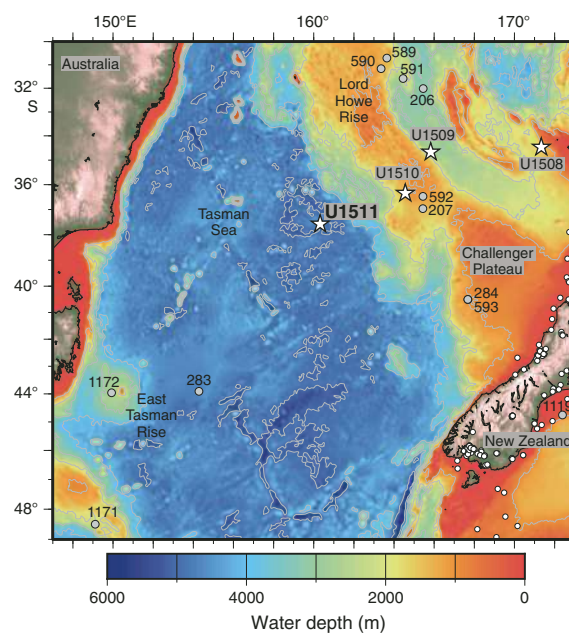 150°E 160° 170°
Australia
32°
S
36°
40°
44°
48°
589
590
591
Lord
Howe
Rise
206
U1509
U1508
U1510
592
207
Tasman
Sea
U1511
Challenger
Plateau
284
593
1172
283
East
Tasman
Rise
1119
New Zealand
1171
6000 4000 2000 0
Water depth (m)